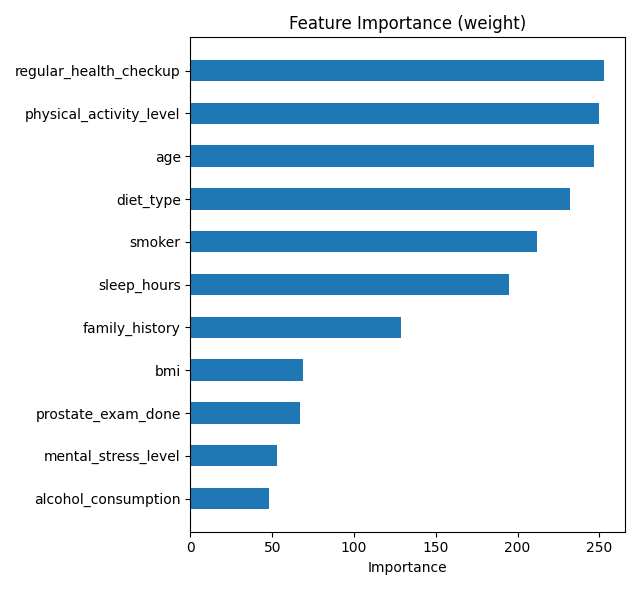 Feature Importance (weight)
regular_health_checkup
physical_activity_level
age
diet_type
smoker
sleep_hours
family_history
bmi
prostate_exam_done
mental_stress_level
alcohol_consumption
0 50 100 150 200 250
Importance